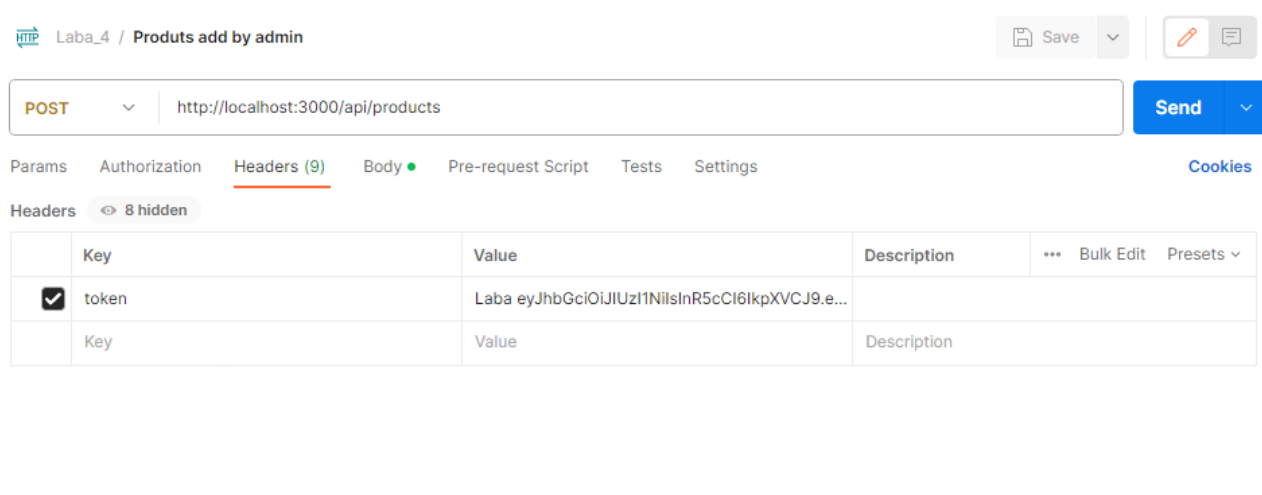 HTTP Laba_4 / Produts add by admin Save
POST http://localhost:3000/api/products Send
Params Authorization Headers (9) Body Pre-request Script Tests Settings Cookies
Headers 8 hidden
Key Value Description ••• Bulk Edit Presets
token Laba eyJhbGciOiJIUzI1NiIsInR5cCI6IkpXVCJ9.e...
Key Value Description